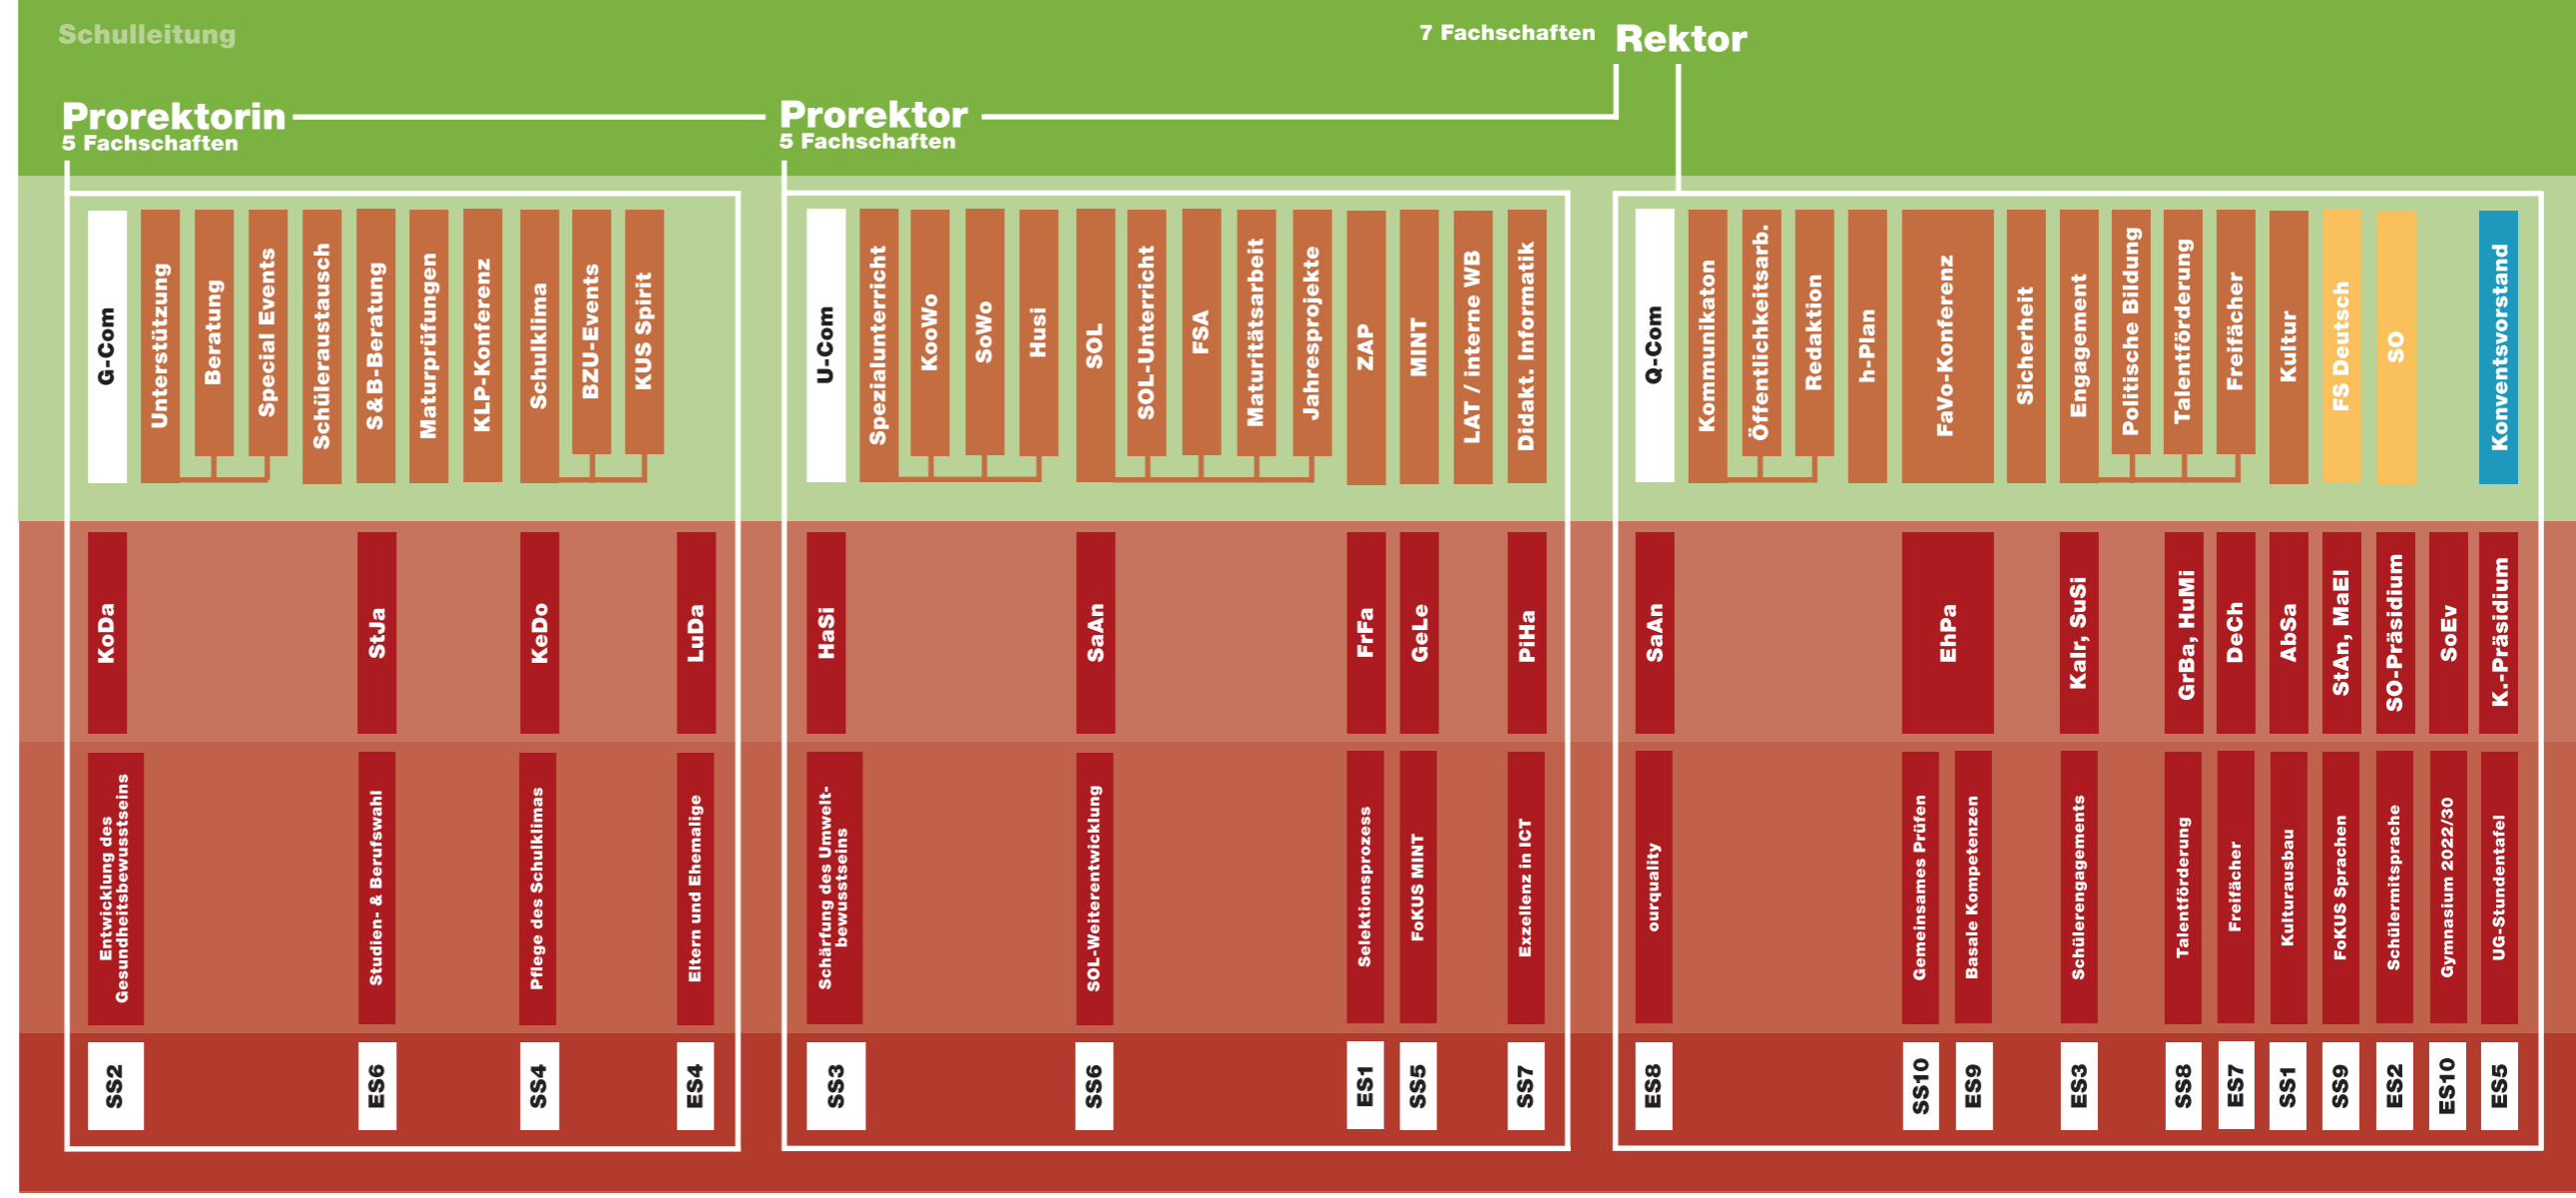 Schulleitung
7 Fachschaften
Rektor
Prorektorin
5 Fachschaften
Prorektor
5 Fachschaften
G-Com
Unterstützung
Beratung
Special Events
Schüleraustausch
S&B-Beratung
Maturprüfungen
KLP-Konferenz
Schulklima
BZU-Events
KUS Spirit
U-Com
Spezialunterricht
KooWo
SoWo
Husi
SOL
SOL-Unterricht
FSA
Maturitätsarbeit
Jahresprojekte
ZAP
MINT
LAT / interne WB
Didakt. Informatik
Q-Com
Kommunikaton
Öffentlichkeitsarb.
Redaktion
h-Plan
FaVo-Konferenz
Sicherheit
Engagement
Politische Bildung
Talentförderung
Freifächer
Kultur
FS Deutsch
SO
Konventsvorstand
KoDa
StJa
KeDo
LuDa
HaSi
SaAn
FrFa
GeLe
PiHa
SaAn
EhPa
KaIr, SuSi
GrBa, HuMi
DeCh
AbSa
StAn, MaEl
SO-Präsidium
SoEv
K.-Präsidium
Entwicklung des
Gesundheitsbewusstseins
Studien- & Berufswahl
Pflege des Schulklimas
Eltern und Ehemalige
Schärfung des Umwelt-
bewusstseins
SOL-Weiterentwicklung
Selektionsprozess
FoKUS MINT
Exzellenz in ICT
ourquality
Gemeinsames Prüfen
Basale Kompetenzen
Schülerengagements
Talentförderung
Freifächer
Kulturausbau
FoKUS Sprachen
Schülermitsprache
Gymnasium 2022/30
UG-Stundentafel
SS2
ES6
SS4
ES4
SS3
SS6
ES1
SS5
SS7
ES8
SS10
ES9
ES3
SS8
ES7
SS1
SS9
ES2
ES10
ES5